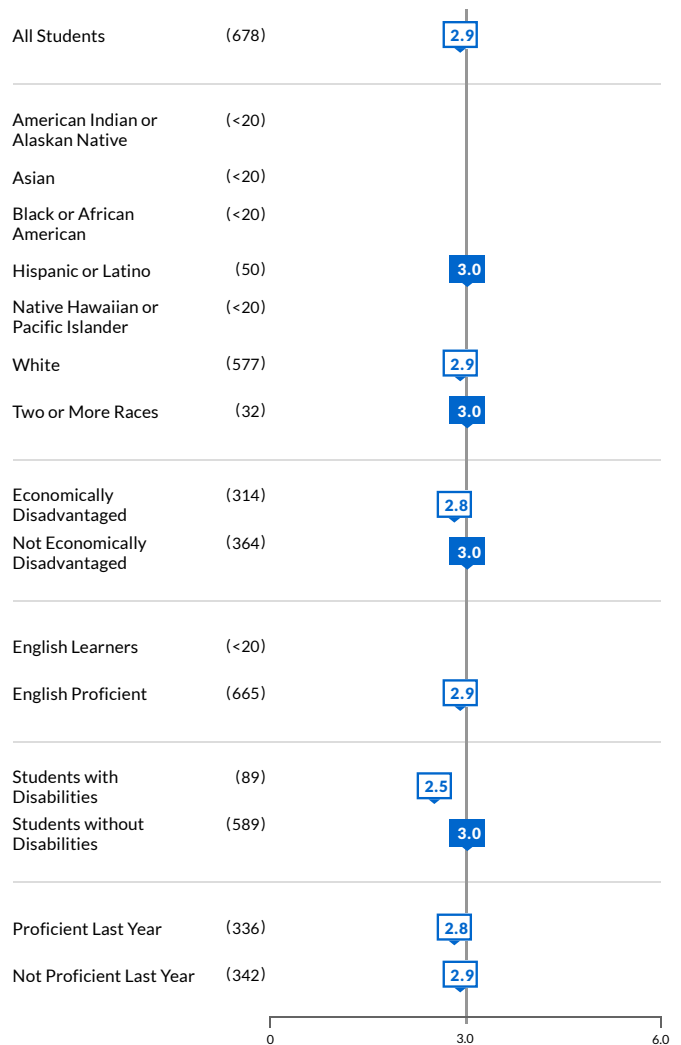 All Students (678) 2.9
American Indian or (<20)
Alaskan Native
Asian (<20)
Black or African (<20)
American
Hispanic or Latino (50) 3.0
Native Hawaiian or (<20)
Pacific Islander
White (577) 2.9
Two or More Races (32) 3.0
Economically (314) 2.8
Disadvantaged
Not Economically (364) 3.0
Disadvantaged
English Learners (<20)
English Proficient (665) 2.9
Students with (89) 2.5
Disabilities
Students without (589) 3.0
Disabilities
Proficient Last Year (336) 2.8
Not Proficient Last Year (342) 2.9
0 3.0 6.0